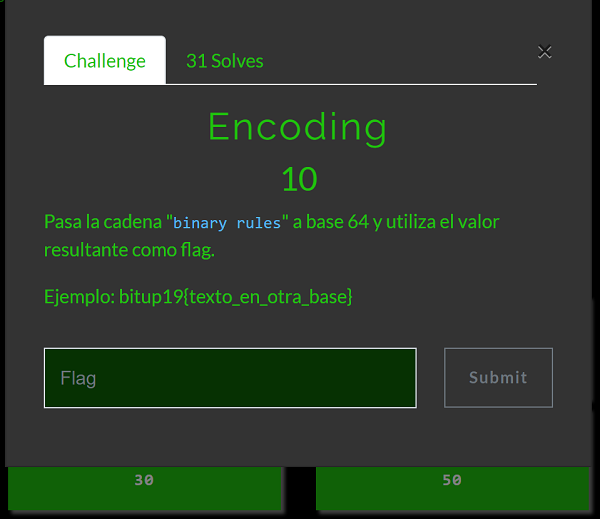 Challenge
31 Solves
×
Encoding
10
Pasa la cadena "binary rules" a base 64 y utiliza el valor
resultante como flag.
Ejemplo: bitup19{texto_en_otra_base}
Flag
Submit
30
50